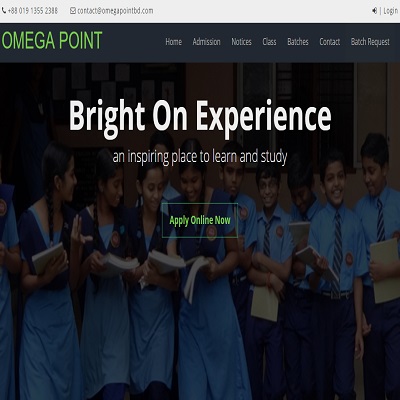 +88 019 1355 2388 contact@omegapointbd.com | Login
OMEGA POINT Home Admission Notices Class Batches Contact Batch Request
Bright On Experience
an inspiring place to learn and study
Apply Online Now